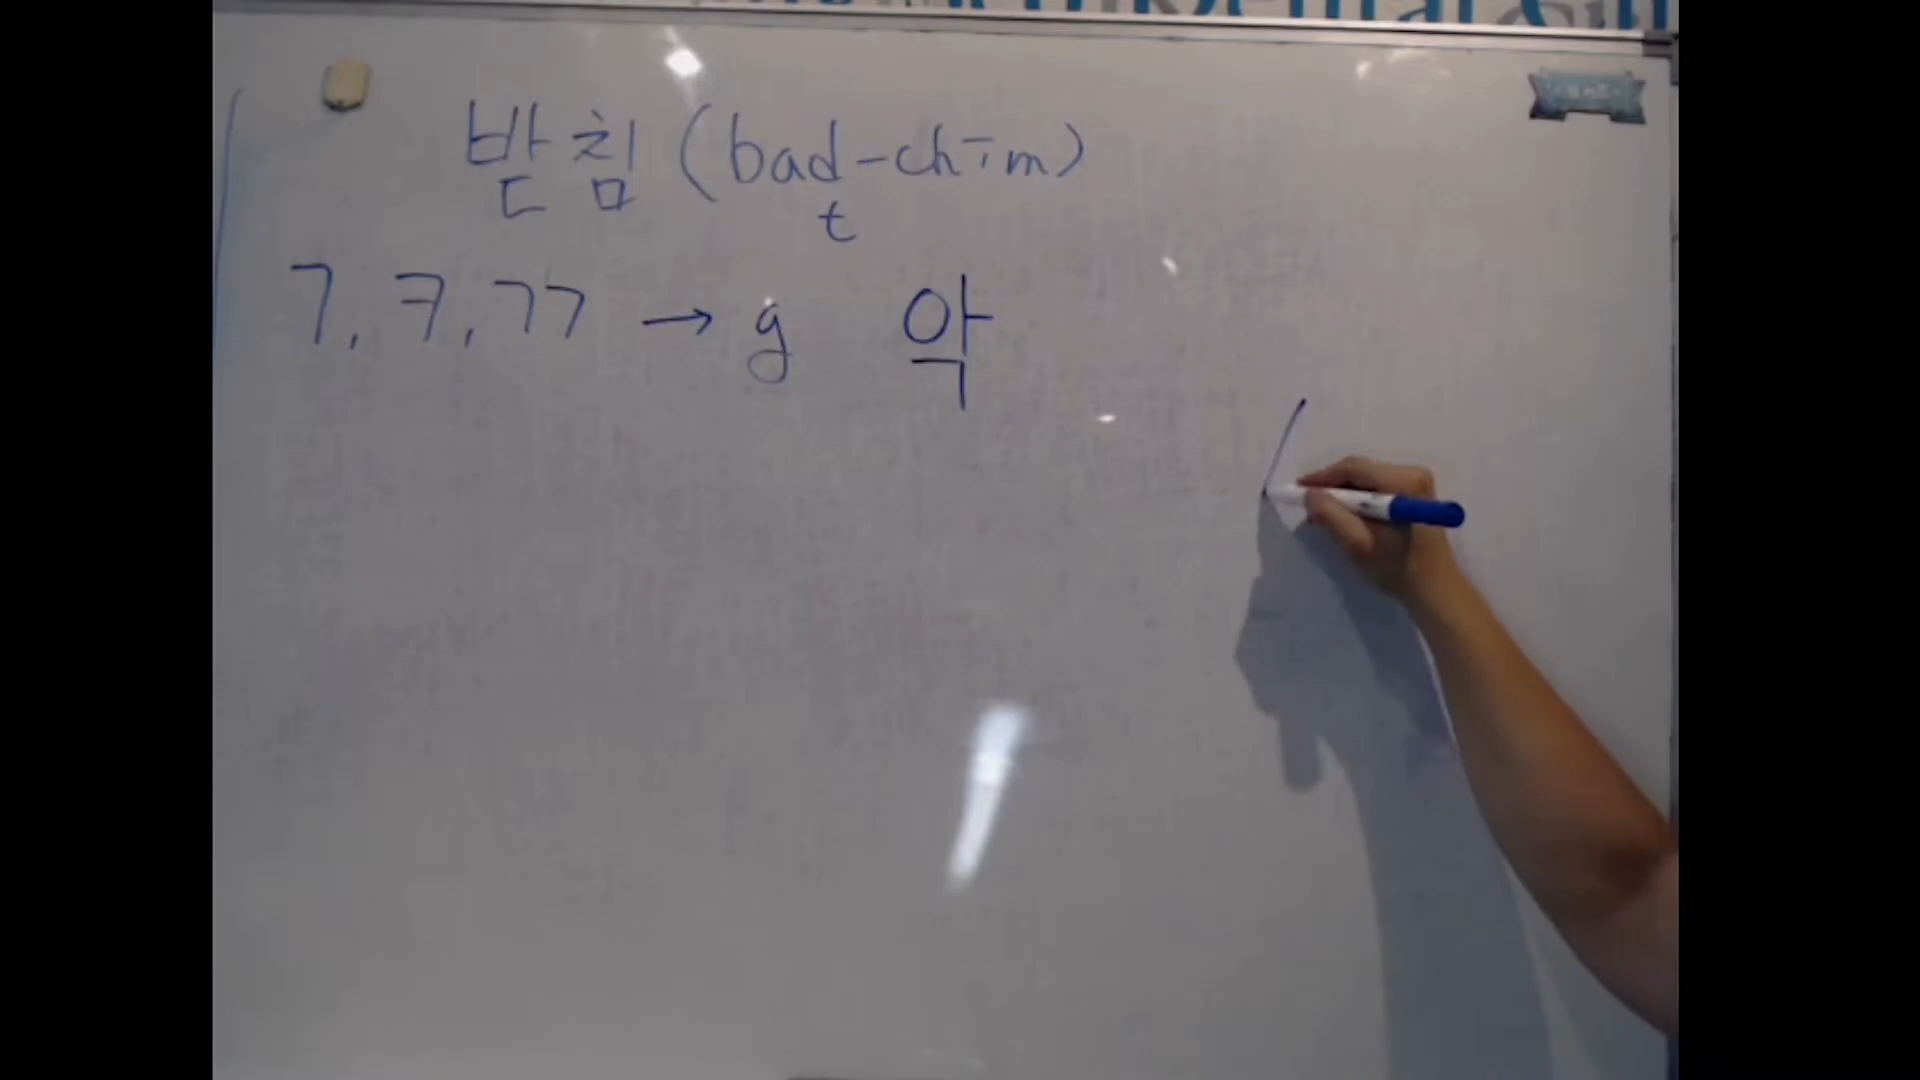 받침 (bad-chim)
t
ㄱ, ㅋ, ㄲ → g 악